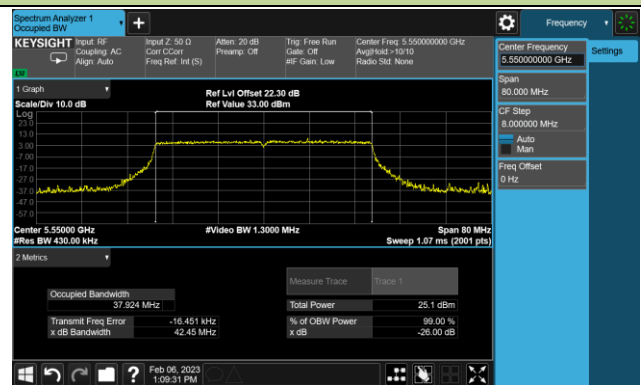 Spectrum Analyzer 1
Occupied BW
Frequency
KEYSIGHT
Input: RF
Coupling: AC
Align: Auto
Input Z: 50 Ω
Corr CCorr
Freq Ref: Int (S)
Atten: 20 dB
Preamp: Off
Trig: Free Run
Gate: Off
#IF Gain: Low
Center Freq: 5.550000000 GHz
Avg|Hold:>10/10
Radio Std: None
Center Frequency
5.550000000 GHz
Settings
Span
80.000 MHz
CF Step
8.000000 MHz
Auto
Man
Freq Offset
0 Hz
1 Graph
Scale/Div 10.0 dB
Ref Lvl Offset 22.30 dB
Ref Value 33.00 dBm
Log
23.0
13.0
3.00
-7.00
-17.0
-27.0
-37.0
-47.0
-57.0
Center 5.55000 GHz
#Res BW 430.00 kHz
#Video BW 1.3000 MHz
Span 80 MHz
Sweep 1.07 ms (2001 pts)
2 Metrics
Measure Trace
Trace 1
Occupied Bandwidth
37.924 MHz
Total Power
25.1 dBm
Transmit Freq Error
-16.451 kHz
% of OBW Power
99.00 %
x dB Bandwidth
42.45 MHz
x dB
-26.00 dB
Feb 06, 2023
1:09:31 PM